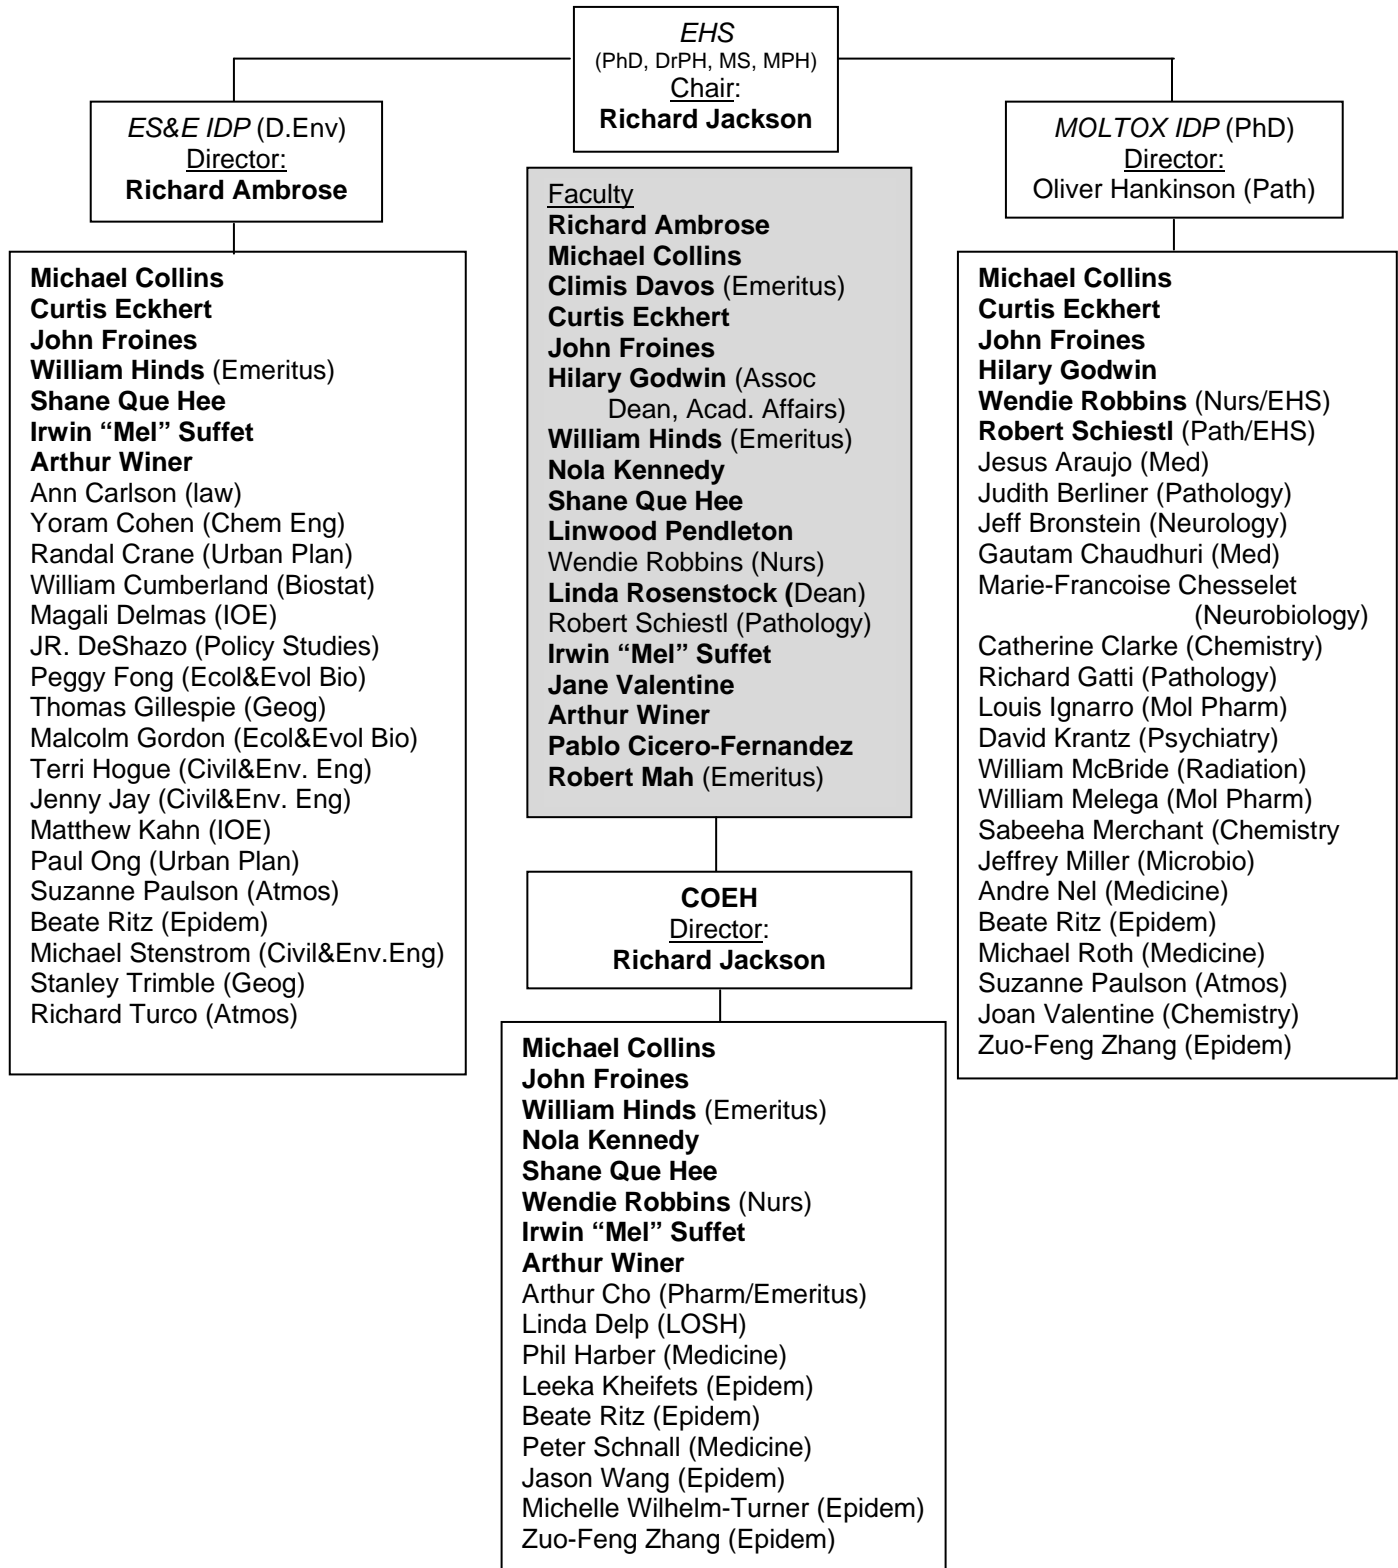 EHS
(PhD, DrPH, MS, MPH)
Chair:
Richard Jackson
ES&E IDP (D.Env)
Director:
Richard Ambrose
MOLTOX IDP (PhD)
Director:
Oliver Hankinson (Path)
Michael Collins
Curtis Eckhert
John Froines
William Hinds (Emeritus)
Shane Que Hee
Irwin “Mel” Suffet
Arthur Winer
Ann Carlson (law)
Yoram Cohen (Chem Eng)
Randal Crane (Urban Plan)
William Cumberland (Biostat)
Magali Delmas (IOE)
JR. DeShazo (Policy Studies)
Peggy Fong (Ecol&Evol Bio)
Thomas Gillespie (Geog)
Malcolm Gordon (Ecol&Evol Bio)
Terri Hogue (Civil&Env. Eng)
Jenny Jay (Civil&Env. Eng)
Matthew Kahn (IOE)
Paul Ong (Urban Plan)
Suzanne Paulson (Atmos)
Beate Ritz (Epidem)
Michael Stenstrom (Civil&Env.Eng)
Stanley Trimble (Geog)
Richard Turco (Atmos)
Faculty
Richard Ambrose
Michael Collins
Climis Davos (Emeritus)
Curtis Eckhert
John Froines
Hilary Godwin (Assoc
Dean, Acad. Affairs)
William Hinds (Emeritus)
Nola Kennedy
Shane Que Hee
Linwood Pendleton
Wendie Robbins (Nurs)
Linda Rosenstock (Dean)
Robert Schiestl (Pathology)
Irwin “Mel” Suffet
Jane Valentine
Arthur Winer
Pablo Cicero-Fernandez
Robert Mah (Emeritus)
Michael Collins
Curtis Eckhert
John Froines
Hilary Godwin
Wendie Robbins (Nurs/EHS)
Robert Schiestl (Path/EHS)
Jesus Araujo (Med)
Judith Berliner (Pathology)
Jeff Bronstein (Neurology)
Gautam Chaudhuri (Med)
Marie-Francoise Chesselet
(Neurobiology)
Catherine Clarke (Chemistry)
Richard Gatti (Pathology)
Louis Ignarro (Mol Pharm)
David Krantz (Psychiatry)
William McBride (Radiation)
William Melega (Mol Pharm)
Sabeeha Merchant (Chemistry
Jeffrey Miller (Microbio)
Andre Nel (Medicine)
Beate Ritz (Epidem)
Michael Roth (Medicine)
Suzanne Paulson (Atmos)
Joan Valentine (Chemistry)
Zuo-Feng Zhang (Epidem)
COEH
Director:
Richard Jackson
Michael Collins
John Froines
William Hinds (Emeritus)
Nola Kennedy
Shane Que Hee
Wendie Robbins (Nurs)
Irwin “Mel” Suffet
Arthur Winer
Arthur Cho (Pharm/Emeritus)
Linda Delp (LOSH)
Phil Harber (Medicine)
Leeka Kheifets (Epidem)
Beate Ritz (Epidem)
Peter Schnall (Medicine)
Jason Wang (Epidem)
Michelle Wilhelm-Turner (Epidem)
Zuo-Feng Zhang (Epidem)